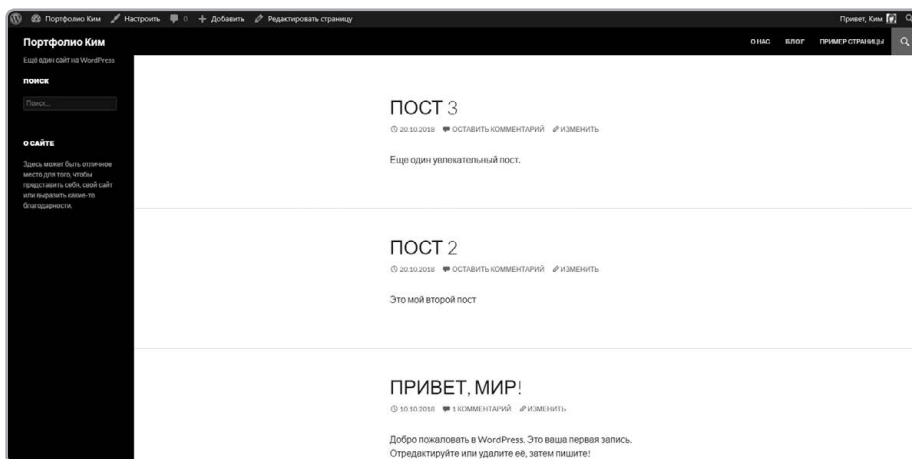 Портфолио Ким Настроить 0 Добавить Редактировать страницу Привет, Ким
Портфолио Ким О НАС БЛОГ ПРИМЕР СТРАНИЦЫ
Ещё один сайт на WordPress
ПОИСК
Поиск...
О САЙТЕ
Здесь может быть отличное
место для того, чтобы
представить себя, свой сайт
или выразить какие-то
благодарности.
ПОСТ 3
20.10.2018 ОСТАВИТЬ КОММЕНТАРИЙ ИЗМЕНИТЬ
Еще один увлекательный пост.
ПОСТ 2
20.10.2018 ОСТАВИТЬ КОММЕНТАРИЙ ИЗМЕНИТЬ
Это мой второй пост
ПРИВЕТ, МИР!
10.10.2018 1 КОММЕНТАРИЙ ИЗМЕНИТЬ
Добро пожаловать в WordPress. Это ваша первая запись.
Отредактируйте или удалите её, затем пишите!